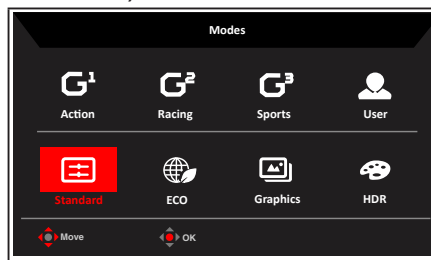 Modes
G¹ G² G³
Action Racing Sports User
Standard ECO Graphics HDR
Move OK